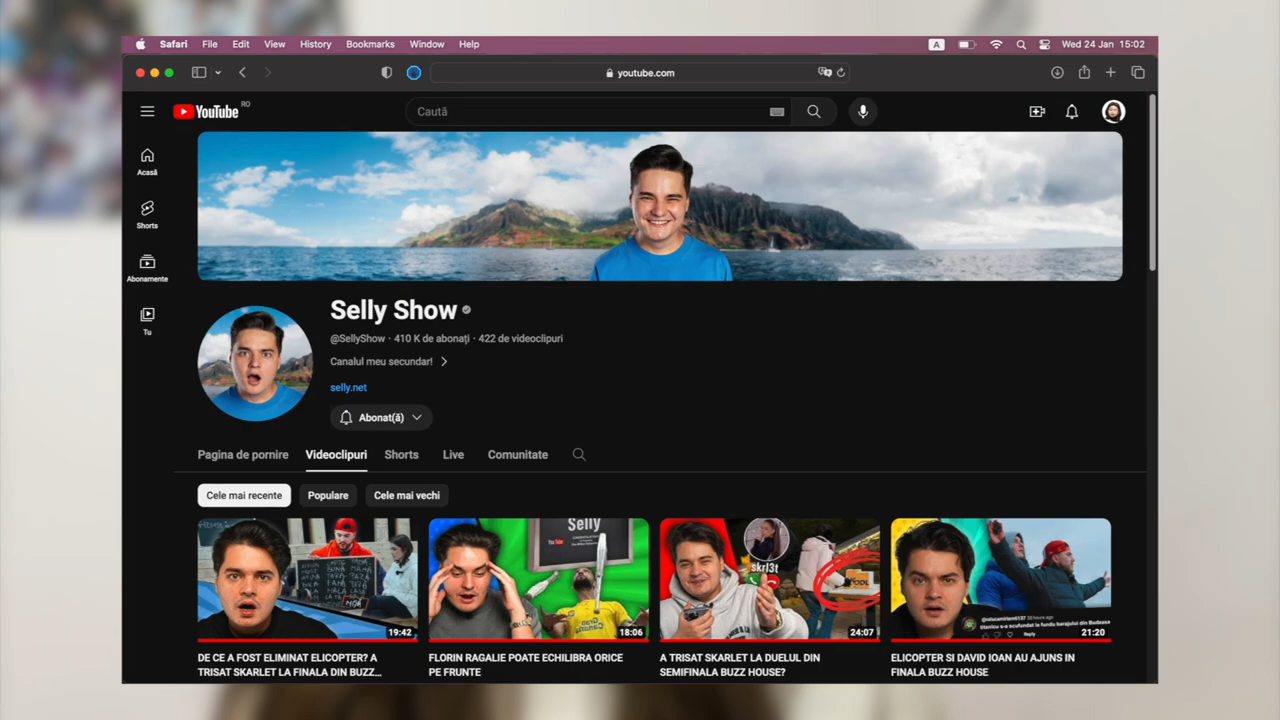 Safari File Edit View History Bookmarks Window Help
A
Wed 24 Jan 15:02
youtube.com
YouTube RO
Caută
Acasă
Shorts
Abonamente
Tu
Selly Show
@SellyShow · 410 K de abonați · 422 de videoclipuri
Canalul meu secundar!
selly.net
Abonat(ă)
Pagina de pornire Videoclipuri Shorts Live Comunitate
Cele mai recente Populare Cele mai vechi
MOA
19:42
Selly
YouTube
18:06
skrl3t
24:07
21:20
Reply
DE CE A FOST ELIMINAT ELICOPTER? A
TRISAT SKARLET LA FINALA DIN BUZZ...
FLORIN RAGALIE POATE ECHILIBRA ORICE
PE FRUNTE
A TRISAT SKARLET LA DUELUL DIN
SEMIFINALA BUZZ HOUSE?
ELICOPTER SI DAVID IOAN AU AJUNS IN
FINALA BUZZ HOUSE